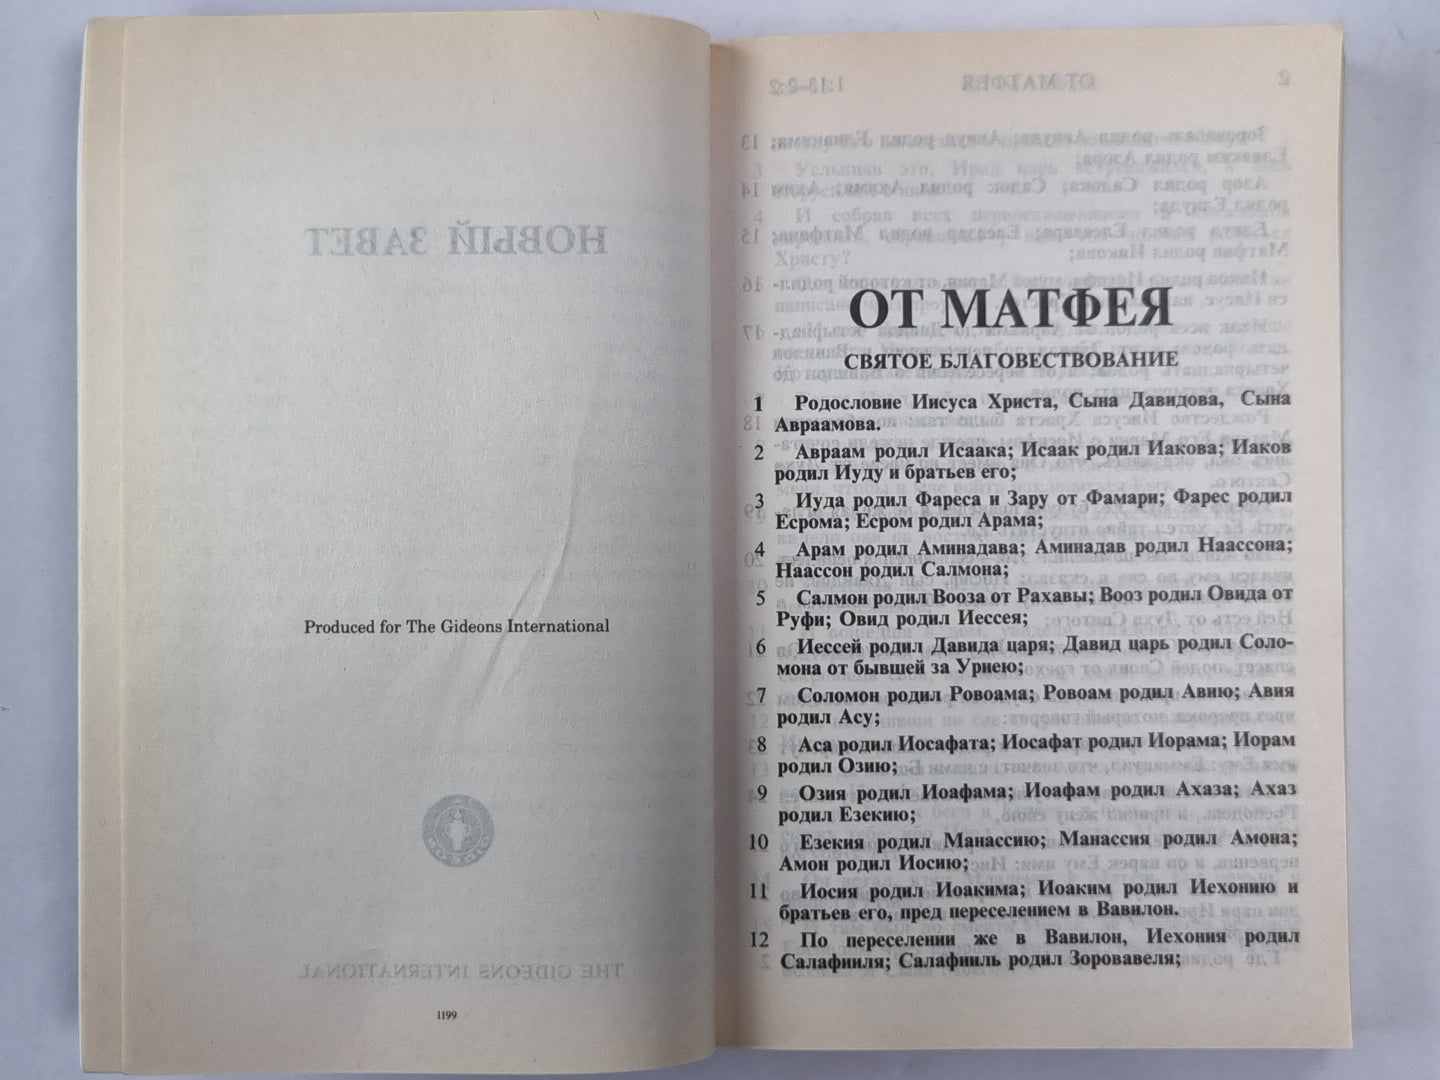 Produced for The Gideons International
1199
ОТ МАТФЕЯ
СВЯТОЕ БЛАГОВЕСТВОВАНИЕ
1 Родословие Иисуса Христа, Сына Давидова, Сына
Авраамова.
2 Авраам родил Исаака; Исаак родил Иакова; Иаков
родил Иуду и братьев его;
3 Иуда родил Фареса и Зару от Фамари; Фарес родил
Есрома; Есром родил Арама;
4 Арам родил Аминадава; Аминадав родил Наассона;
Наассон родил Салмона;
5 Салмон родил Вооза от Рахавы; Вооз родил Овида от
Руфи; Овид родил Иессея;
6 Иессей родил Давида царя; Давид царь родил Соло-
мона от бывшей за Уриею;
7 Соломон родил Ровоама; Ровоам родил Авию; Авия
родил Асу;
8 Аса родил Иосафата; Иосафат родил Иорама; Иорам
родил Озию;
9 Озия родил Иоафама; Иоафам родил Ахаза; Ахаз
родил Езекию;
10 Езекия родил Манассию; Манассия родил Амона;
Амон родил Иосию;
11 Иосия родил Иоакима; Иоаким родил Иехонию и
братьев его, пред переселением в Вавилон.
12 По переселении же в Вавилон, Иехония родил
Салафииля; Салафииль родил Зоровавеля;